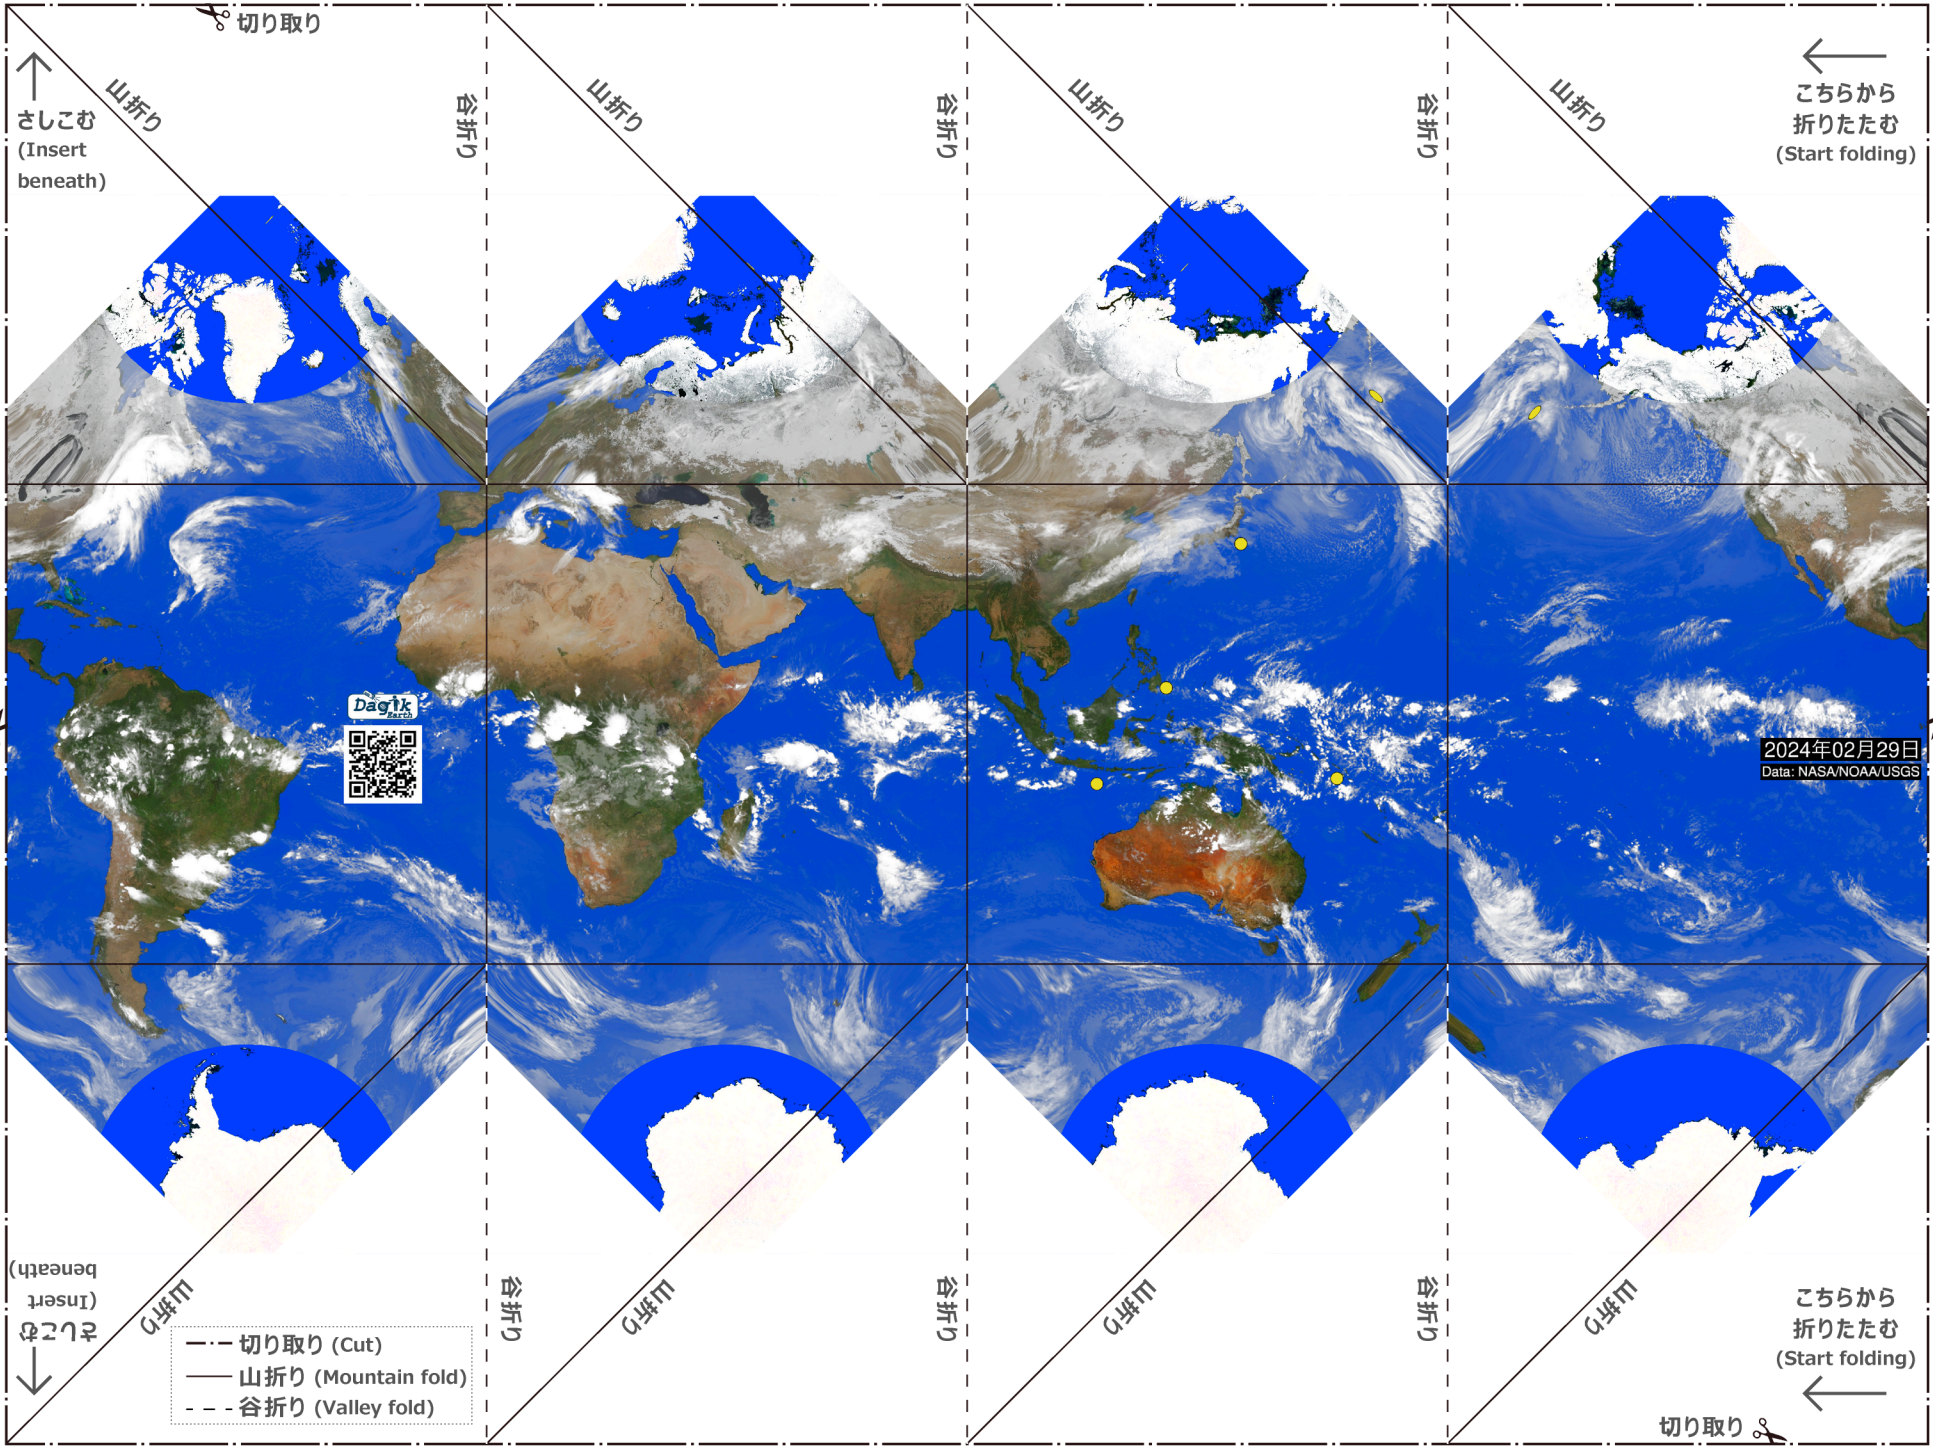 切り取り
山折り
谷折り
山折り
谷折り
山折り
谷折り
山折り
さしこむ
(Insert
beneath)
こちらから
折りたたむ
(Start folding)
Dagik
Earth
2024年02月29日
Data: NASA/NOAA/USGS
さしこむ
(Insert
beneath)
山折り
谷折り
山折り
谷折り
山折り
谷折り
山折り
こちらから
折りたたむ
(Start folding)
切り取り (Cut)
山折り (Mountain fold)
谷折り (Valley fold)
切り取り